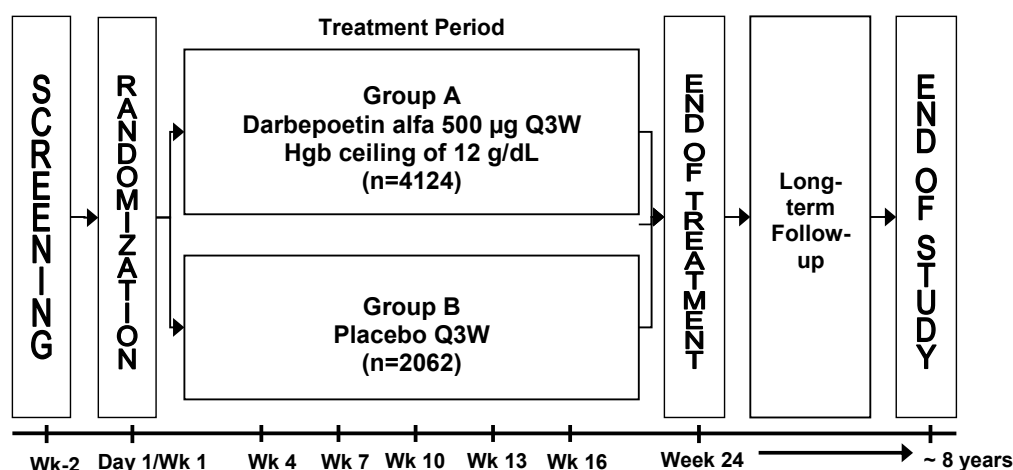 Treatment Period
SCREENING
RANDOMIZATION
Group A
Darbepoetin alfa 500 µg Q3W
Hgb ceiling of 12 g/dL
(n=4124)
Group B
Placebo Q3W
(n=2062)
END OF TREATMENT
Long-
term
Follow-
up
END OF STUDY
Wk-2 Day 1/Wk 1 Wk 4 Wk 7 Wk 10 Wk 13 Wk 16 Week 24 ~ 8 years